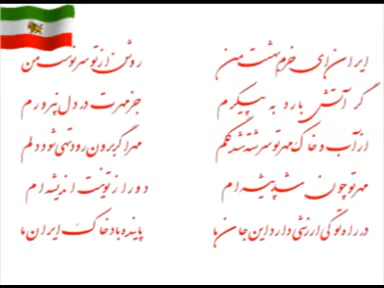 ایران ای خرم بهشت من روشن از تو سرنوشت من
گر آتش بارد به پیکرم جز مهرت در دل نپرورم
از آب و خاک و مهر تو سرشته شد گلم مهر اگر برون رود تهی شود دلم
مهر تو چون شد پیشه ام دور از تو نیست اندیشه ام
در راه تو کی ارزشی دارد این جان ما پاینده باد خاک ایران ما